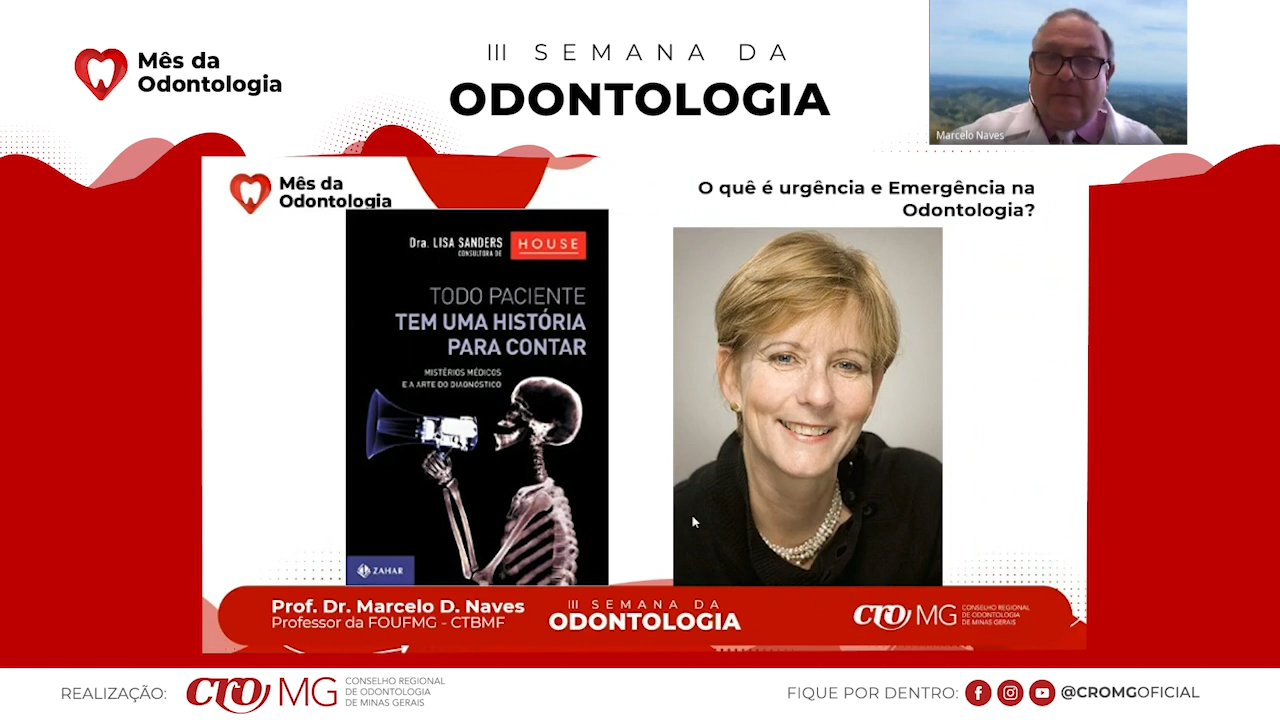 Mês da
Odontologia
III SEMANA DA
ODONTOLOGIA
Marcelo Naves
Mês da
Odontologia
O quê é urgência e Emergência na
Odontologia?
Dra. LISA SANDERS
CONSULTORA DE
HOUSE
TODO PACIENTE
TEM UMA HISTÓRIA
PARA CONTAR
MISTÉRIOS MÉDICOS
E A ARTE DO DIAGNÓSTICO
ZAHAR
Prof. Dr. Marcelo D. Naves
Professor da FOUFMG - CTBMF
III SEMANA DA
ODONTOLOGIA
CRO MG
CONSELHO REGIONAL
DE ODONTOLOGIA
DE MINAS GERAIS
REALIZAÇÃO:
CRO MG
CONSELHO REGIONAL
DE ODONTOLOGIA
DE MINAS GERAIS
FIQUE POR DENTRO:
@CROMGOFICIAL